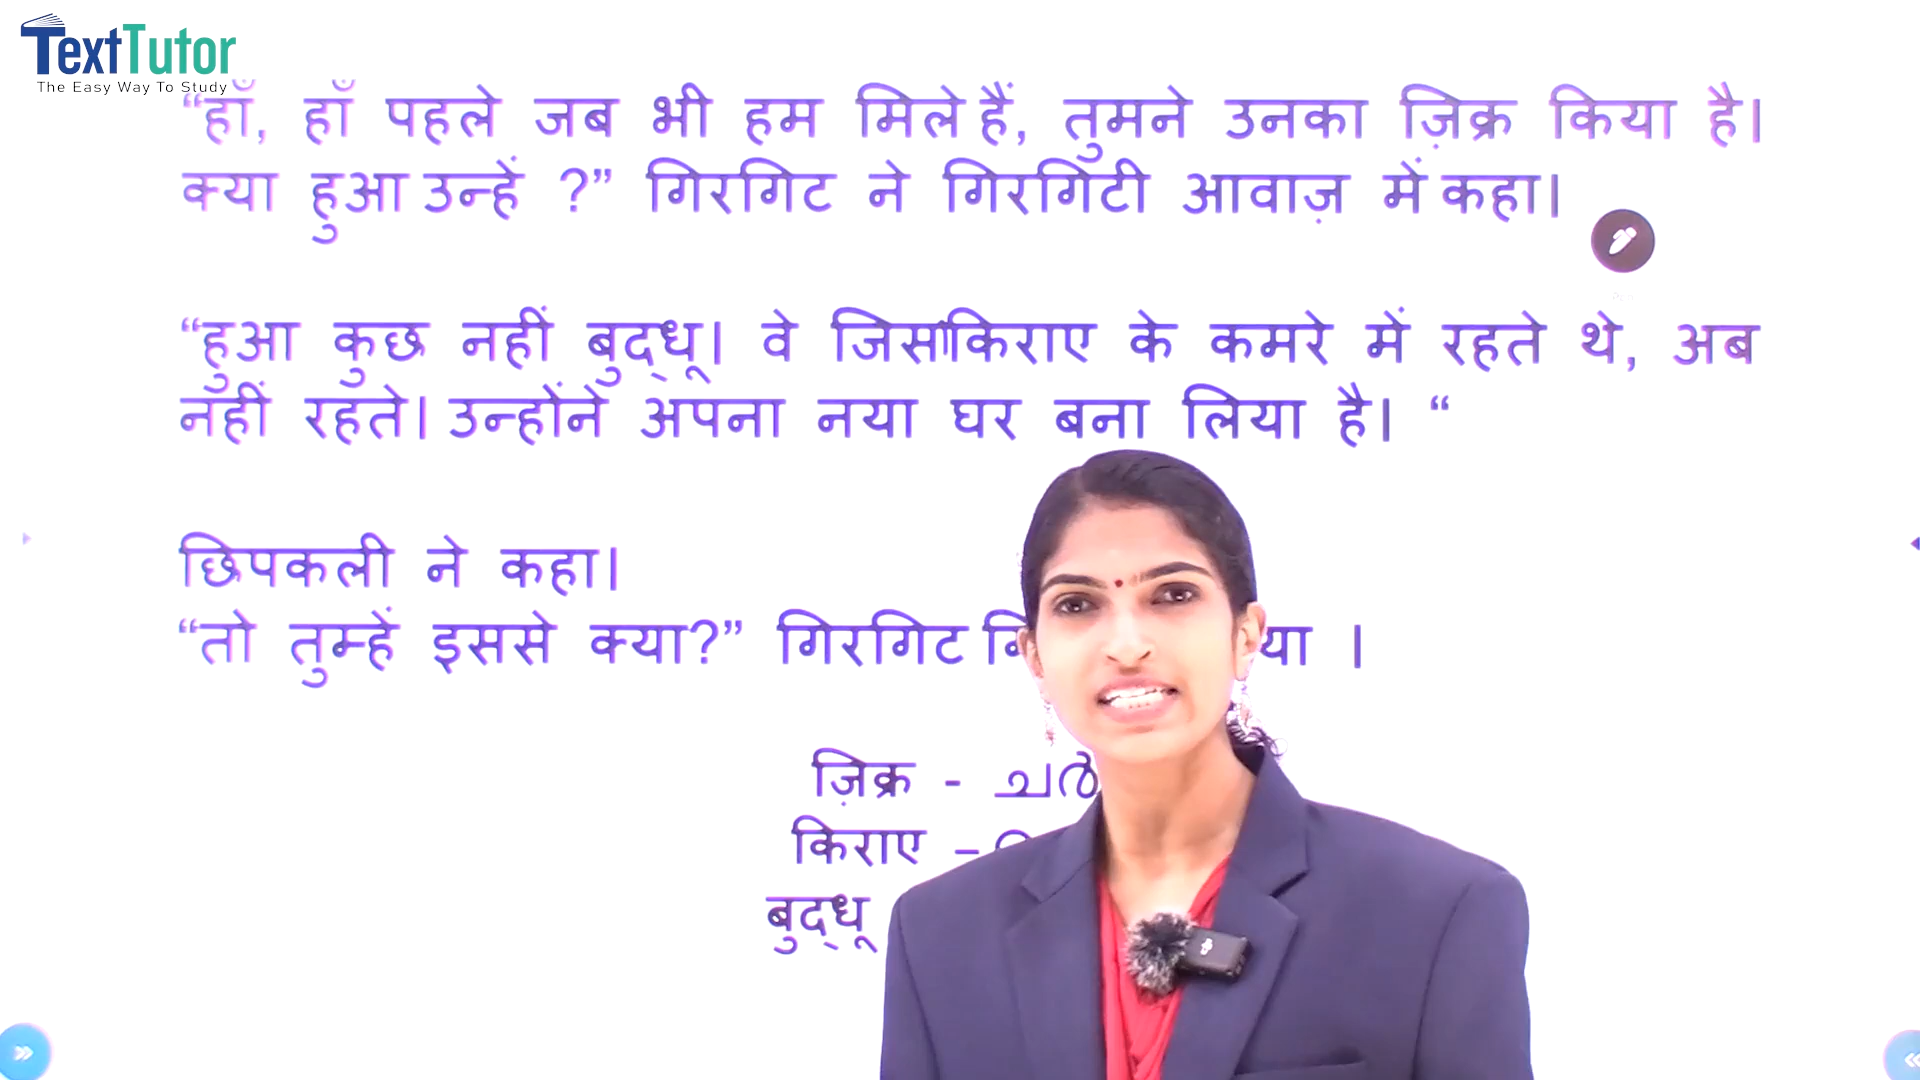 TextTutor
The Easy Way To Study
“हाँ, हाँ पहले जब भी हम मिले हैं, तुमने उनका ज़िक्र किया है।
क्या हुआ उन्हें ?” गिरगिट ने गिरगिटी आवाज़ में कहा।
“हुआ कुछ नहीं बुद्धू। वे जिस किराए के कमरे में रहते थे, अब
नहीं रहते। उन्होंने अपना नया घर बना लिया है। “
छिपकली ने कहा।
“तो तुम्हें इससे क्या?” गिरगिट ।
ज़िक्र -
किराए –
बुद्धू